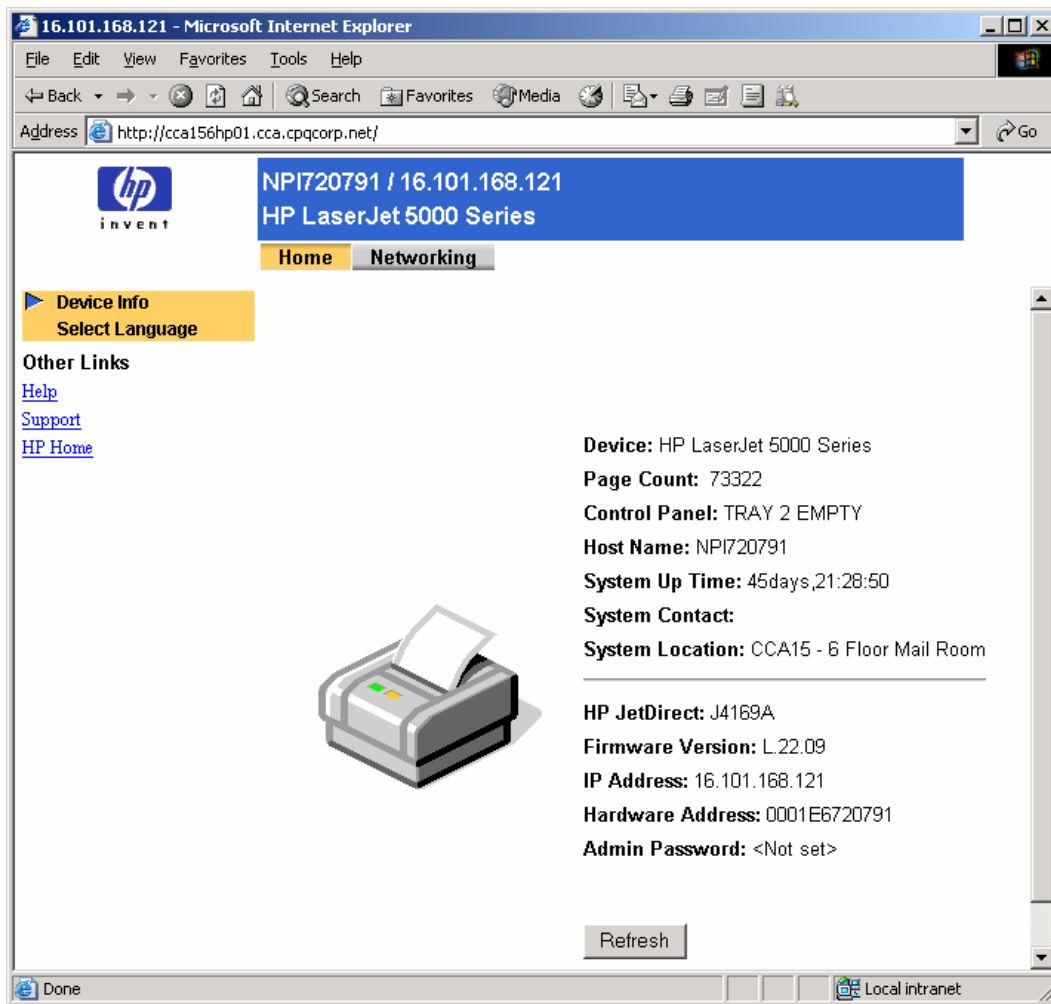 16.101.168.121 - Microsoft Internet Explorer
File Edit View Favorites Tools Help
Back Search Favorites Media
Address http://cca156hp01.cca.cpqcorp.net/ Go
hp
invent
NPI720791 / 16.101.168.121
HP LaserJet 5000 Series
Home Networking
Device Info
Select Language
Other Links
Help
Support
HP Home
Device: HP LaserJet 5000 Series
Page Count: 73322
Control Panel: TRAY 2 EMPTY
Host Name: NPI720791
System Up Time: 45days,21:28:50
System Contact:
System Location: CCA15 - 6 Floor Mail Room
HP JetDirect: J4169A
Firmware Version: L.22.09
IP Address: 16.101.168.121
Hardware Address: 0001E6720791
Admin Password: <Not set>
Refresh
Done Local intranet